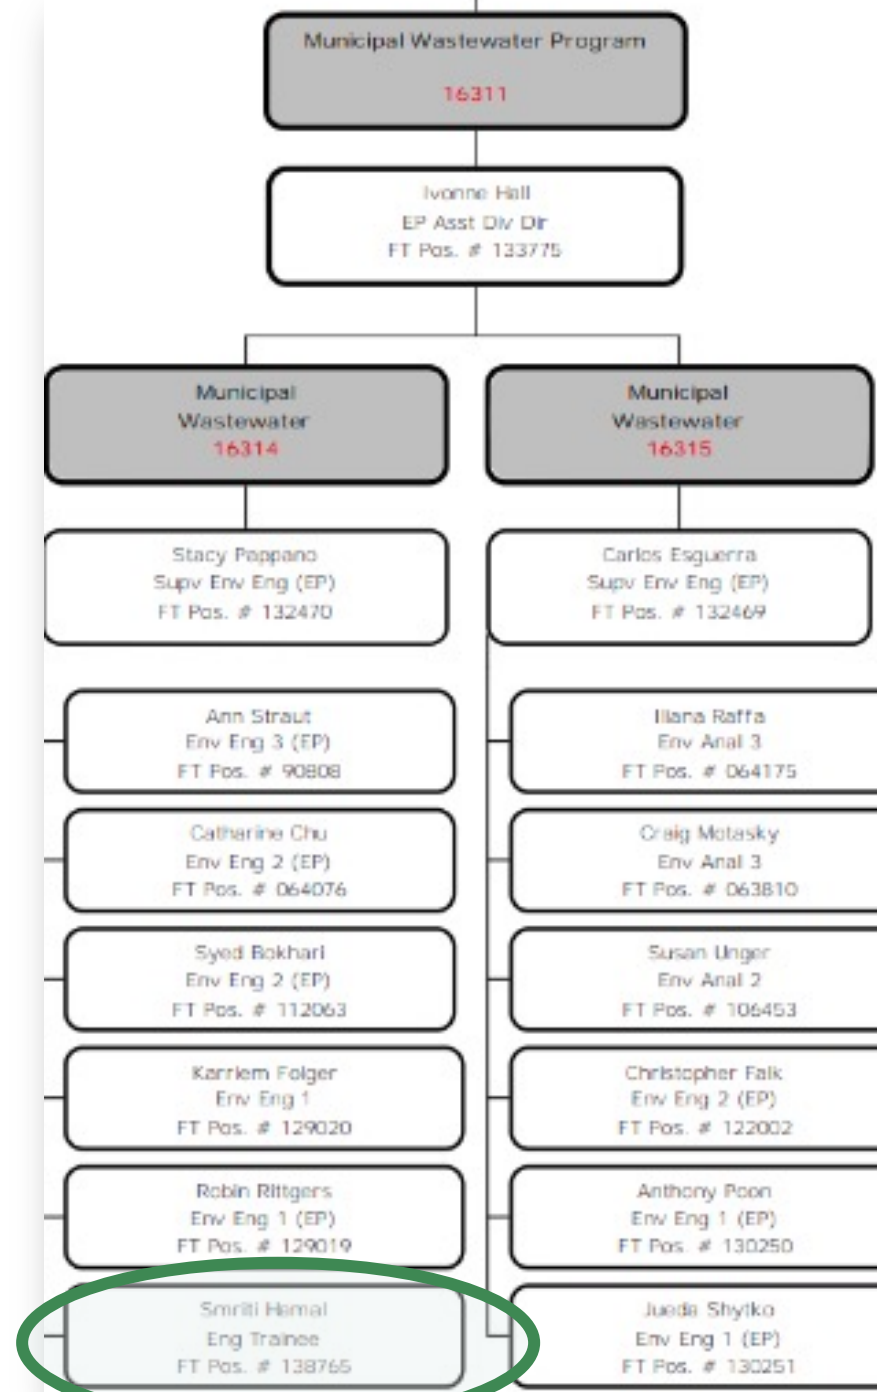 Municipal Wastewater Program
16311
Ivonne Hall
EP Asst Div Dir
FT Pos. # 133775
Municipal
Wastewater
16314
Stacy Pappano
Supv Env Eng (EP)
FT Pos. # 132470
Ann Straut
Env Eng 3 (EP)
FT Pos. # 90808
Catharine Chu
Env Eng 2 (EP)
FT Pos. # 064076
Syed Bokhari
Env Eng 2 (EP)
FT Pos. # 112063
Karriem Folger
Env Eng 1
FT Pos. # 129020
Robin Rittgers
Env Eng 1 (EP)
FT Pos. # 129019
Smriti Hamal
Eng Trainee
FT Pos. # 138765
Municipal
Wastewater
16315
Carlos Esguerra
Supv Env Eng (EP)
FT Pos. # 132469
Iliana Raffa
Env Anal 3
FT Pos. # 064175
Craig Motasky
Env Anal 3
FT Pos. # 063810
Susan Unger
Env Anal 2
FT Pos. # 106453
Christopher Falk
Env Eng 2 (EP)
FT Pos. # 122002
Anthony Poon
Env Eng 1 (EP)
FT Pos. # 130250
Jueda Shytko
Env Eng 1 (EP)
FT Pos. # 130251